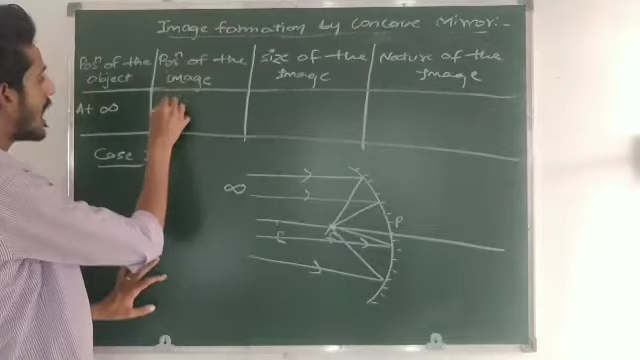 Image formation by Concave Mirror:-
Posⁿ of the object
Posⁿ of the image
size of the Image
Nature of the Image
At ∞
Case :
∞
P
C